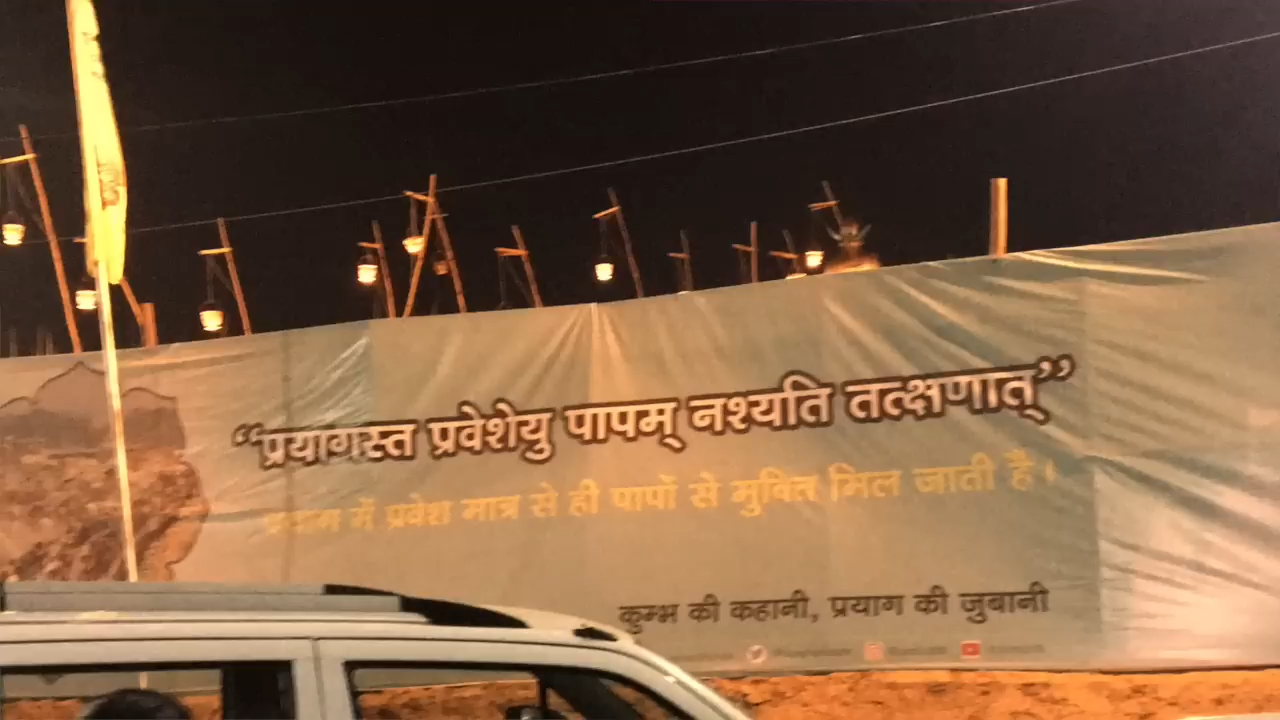 “प्रयागस्त प्रवेशेयु पापम् नश्यति तत्क्षणात्”
प्रयाग में प्रवेश मात्र से ही पापों से मुक्ति मिल जाती है।
कुम्भ की कहानी, प्रयाग की जुबानी